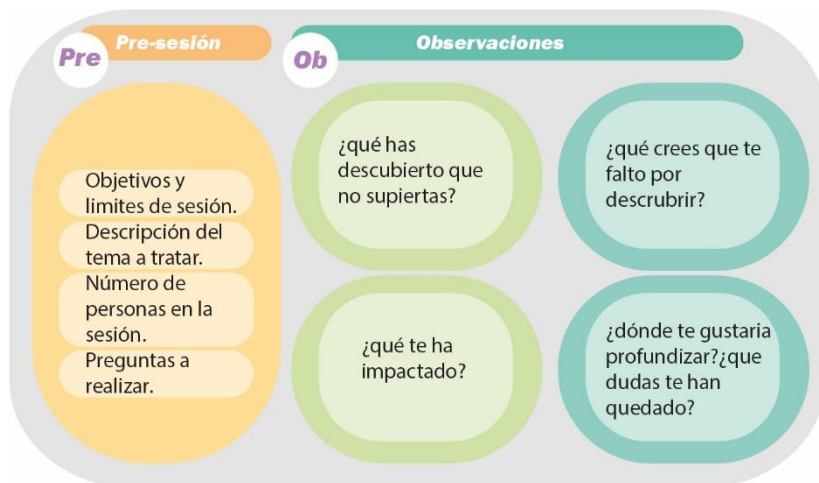 Pre
Pre-sesión
Ob
Observaciones
Objetivos y
limites de sesión.
Descripción del
tema a tratar.
Número de
personas en la
sesión.
Preguntas a
realizar.
¿qué has
descubierto que
no supiertas?
¿qué crees que te
falto por
descrubrir?
¿qué te ha
impactado?
¿dónde te gustaria
profundizar?¿que
dudas te han
quedado?